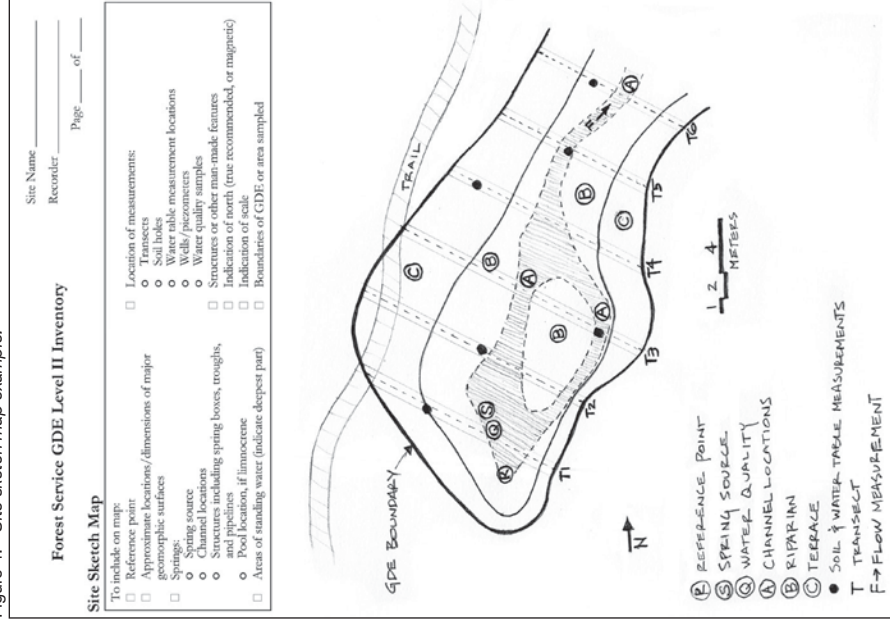 Figure 4.—Site sketch map example.
Forest Service GDE Level II Inventory
Site Name
Recorder
Page of
Site Sketch Map
To include on map:
□ Reference point
□ Approximate locations/dimensions of major
geomorphic surfaces
□ Springs:
o Spring source
o Channel locations
o Structures including spring boxes, troughs,
and pipelines
o Pool location, if limnocrene
□ Areas of standing water (indicate deepest part)
□ Location of measurements:
o Transects
o Soil holes
o Water table measurement locations
o Wells/piezometers
o Water quality samples
□ Structures or other man-made features
□ Indication of north (true recommended, or magnetic)
□ Indication of scale
□ Boundaries of GDE or area sampled
GDE BOUNDARY
TRAIL
C
B
A
S
Q
R
B
A
B
C
F
A
T1
T2
T3
T4
T5
T6
N
1 2 4
METERS
R REFERENCE POINT
S SPRING SOURCE
Q WATER QUALITY
A CHANNEL LOCATIONS
B RIPARIAN
C TERRACE
● SOIL & WATER TABLE MEASUREMENTS
T TRANSECT
F→FLOW MEASUREMENT